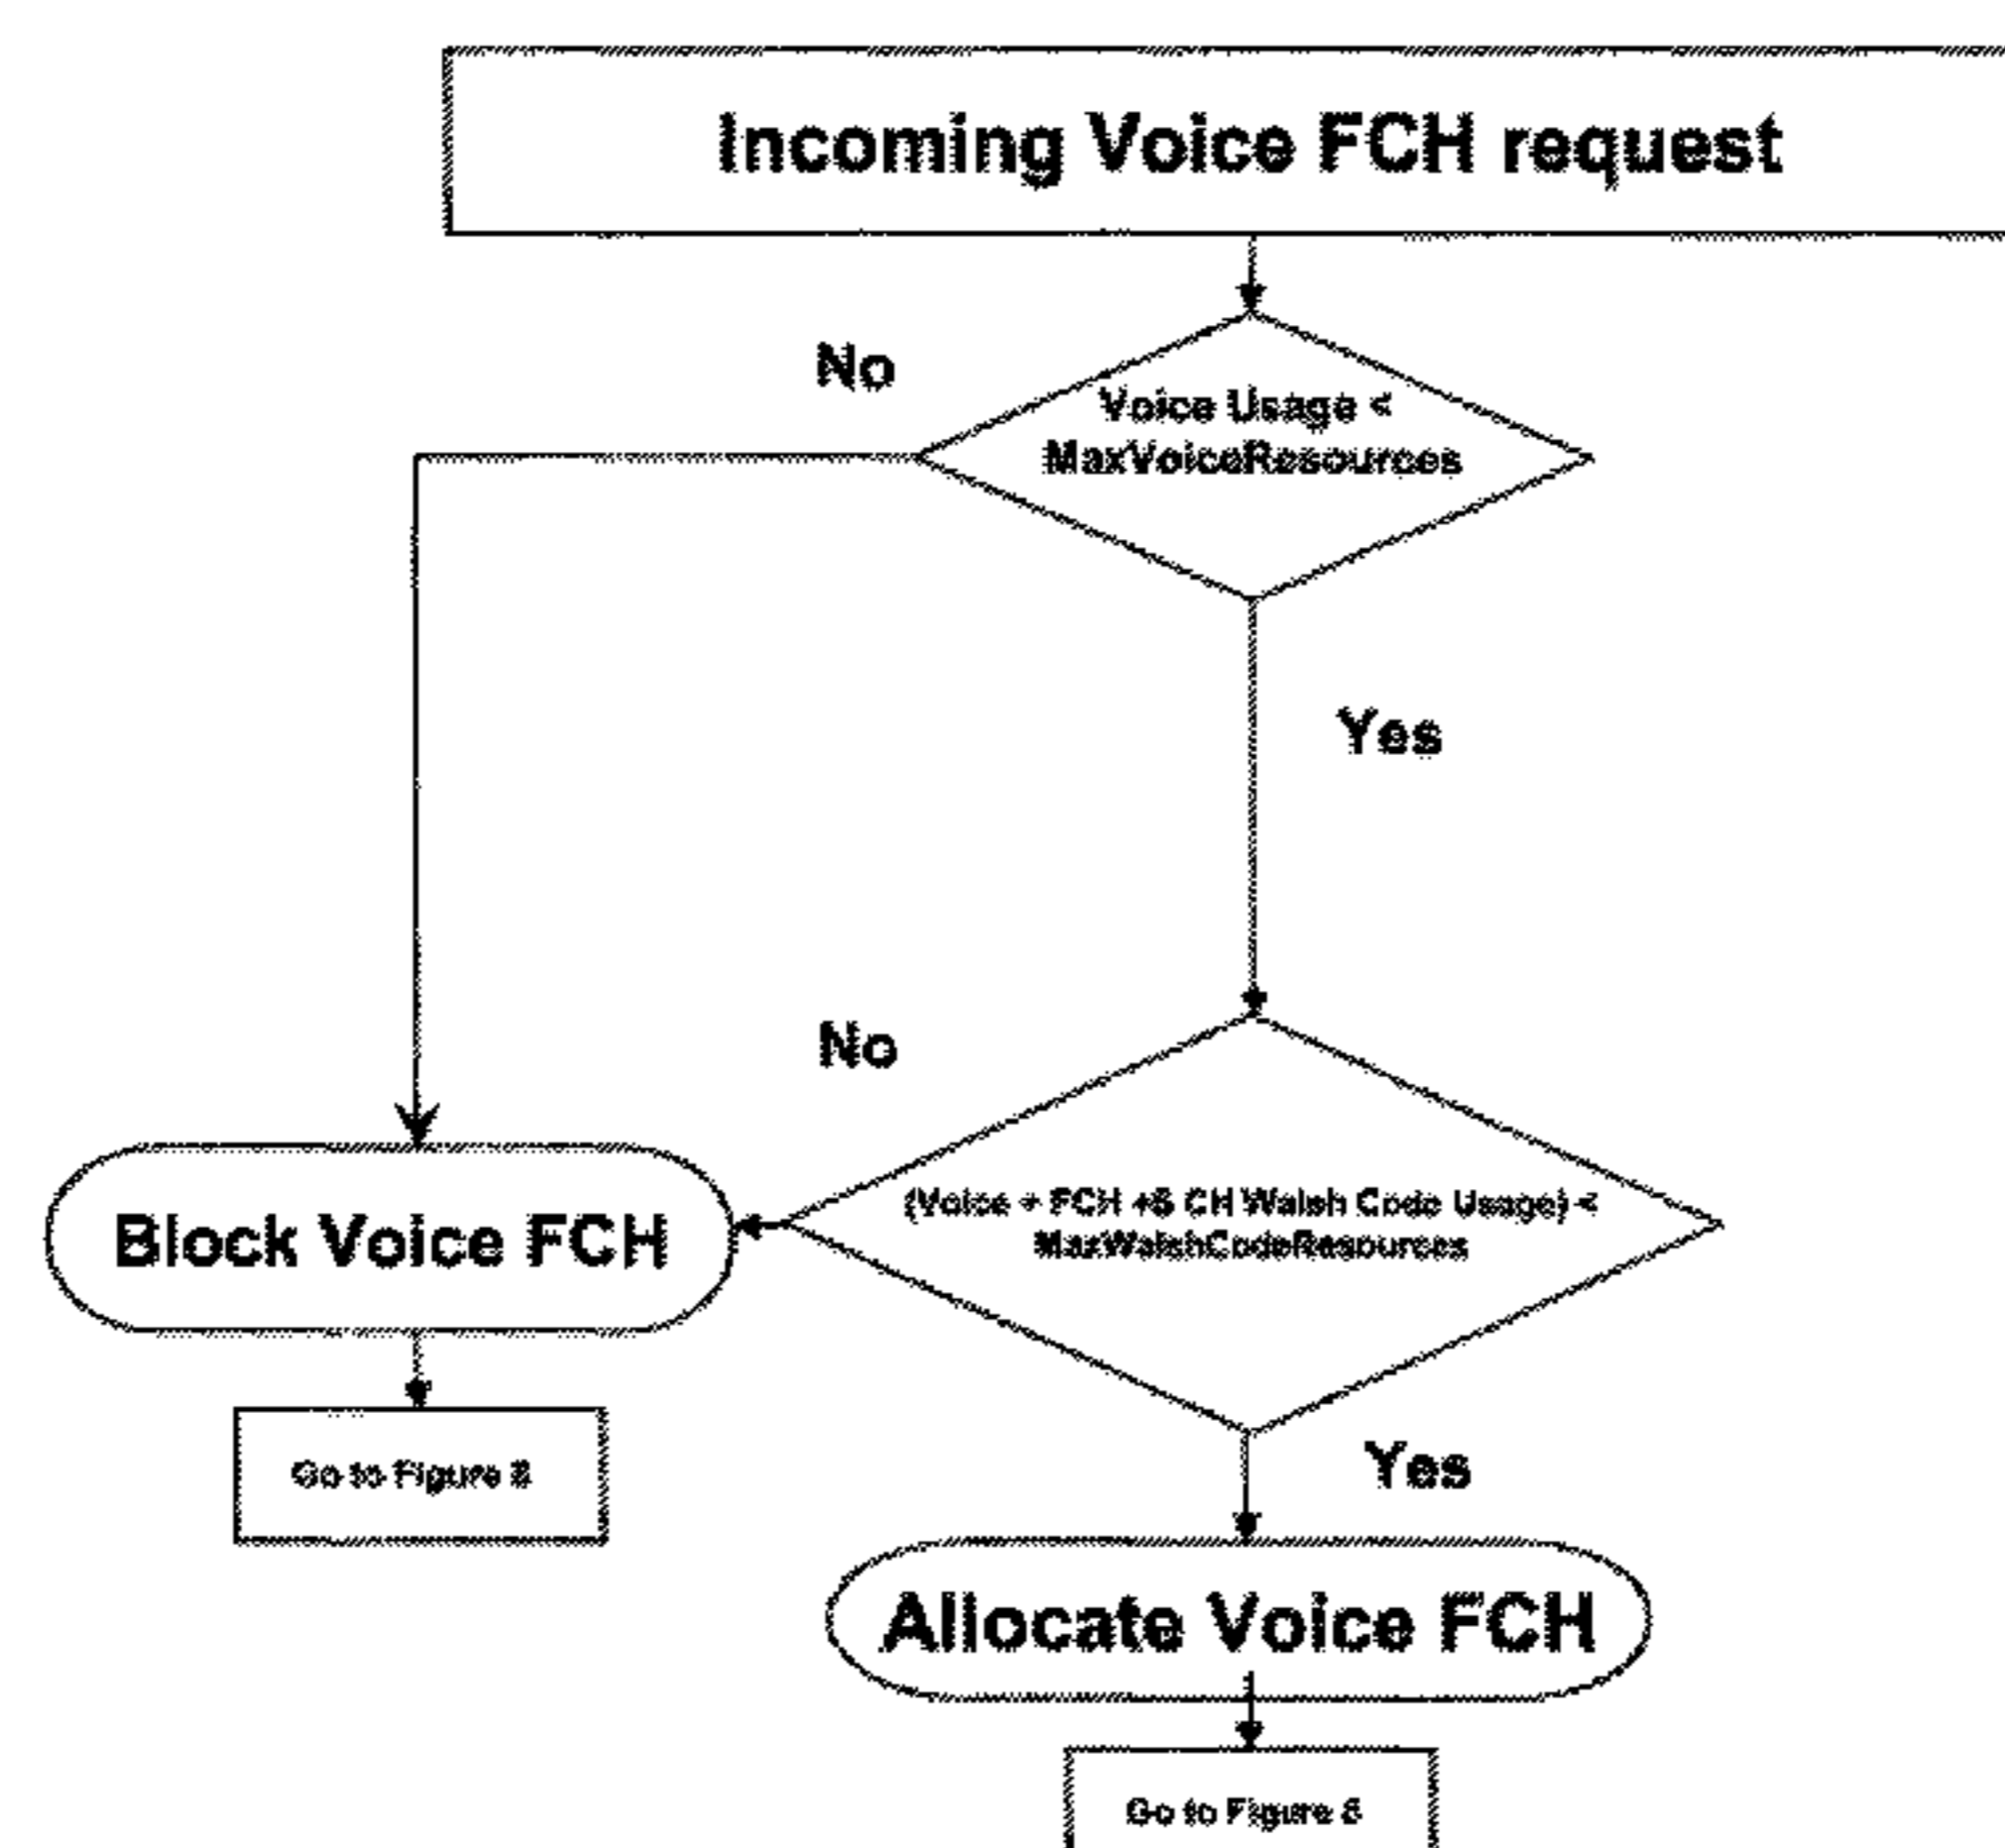 Incoming Voice FCH request
No
Voice Usage <
MaxVoiceResources
Yes
No
(Voice + FCH +S CH Walsh Code Usage) <
MaxWalshCodeResources
Block Voice FCH
Go to Figure
Yes
Allocate Voice FCH
Go to Figure